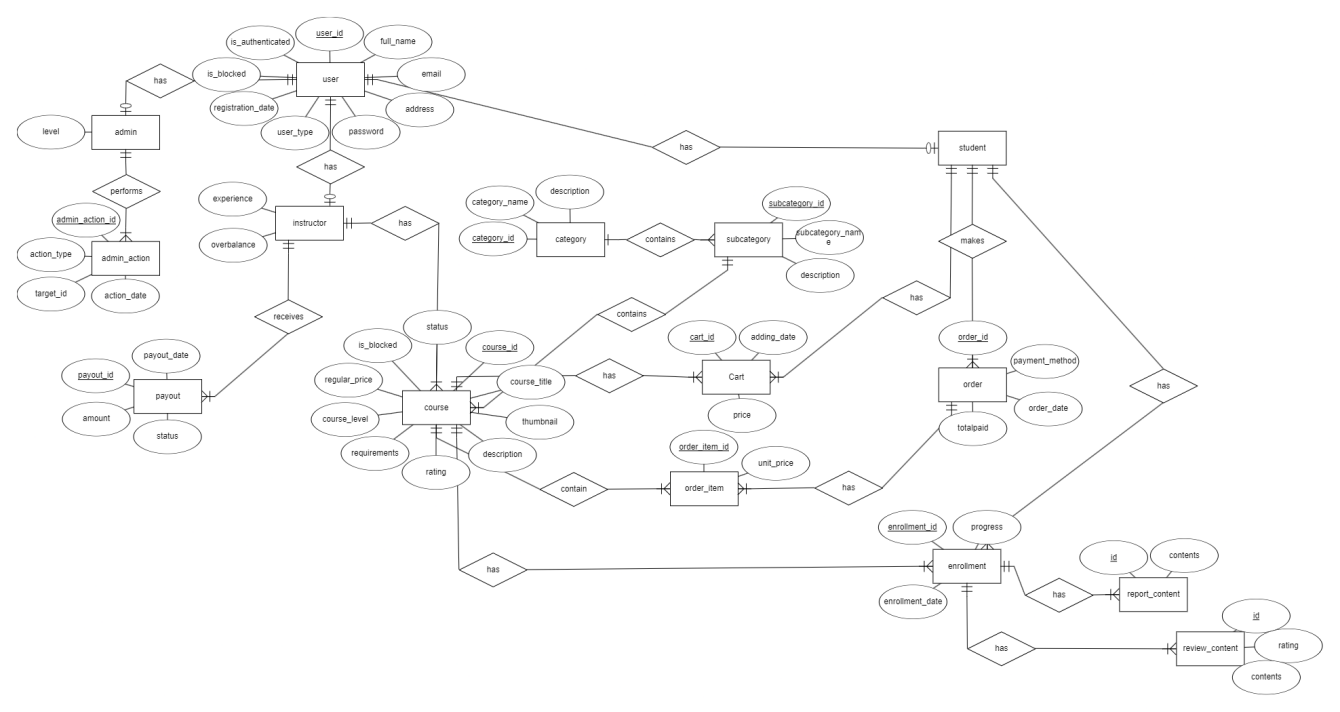 user_id
is_authenticated
full_name
is_blocked
user
email
has
registration_date
address
user_type
password
level
admin
has
student
has
performs
experience
category_name
description
subcategory_id
admin_action_id
instructor
has
category_id
category
contains
subcategory
subcategory_nam
e
makes
overbalance
action_type
admin_action
description
target_id
action_date
has
receives
contains
status
cart_id
adding_date
order_id
is_blocked
course_id
payout_date
payment_method
payout_id
regular_price
has
Cart
course_title
order
has
payout
course
order_date
amount
course_level
price
thumbnail
status
totalpaid
requirements
description
order_item_id
rating
unit_price
contain
order_item
has
enrollment_id
progress
has
enrollment
id
contents
enrollment_date
has
report_content
id
has
review_content
rating
contents